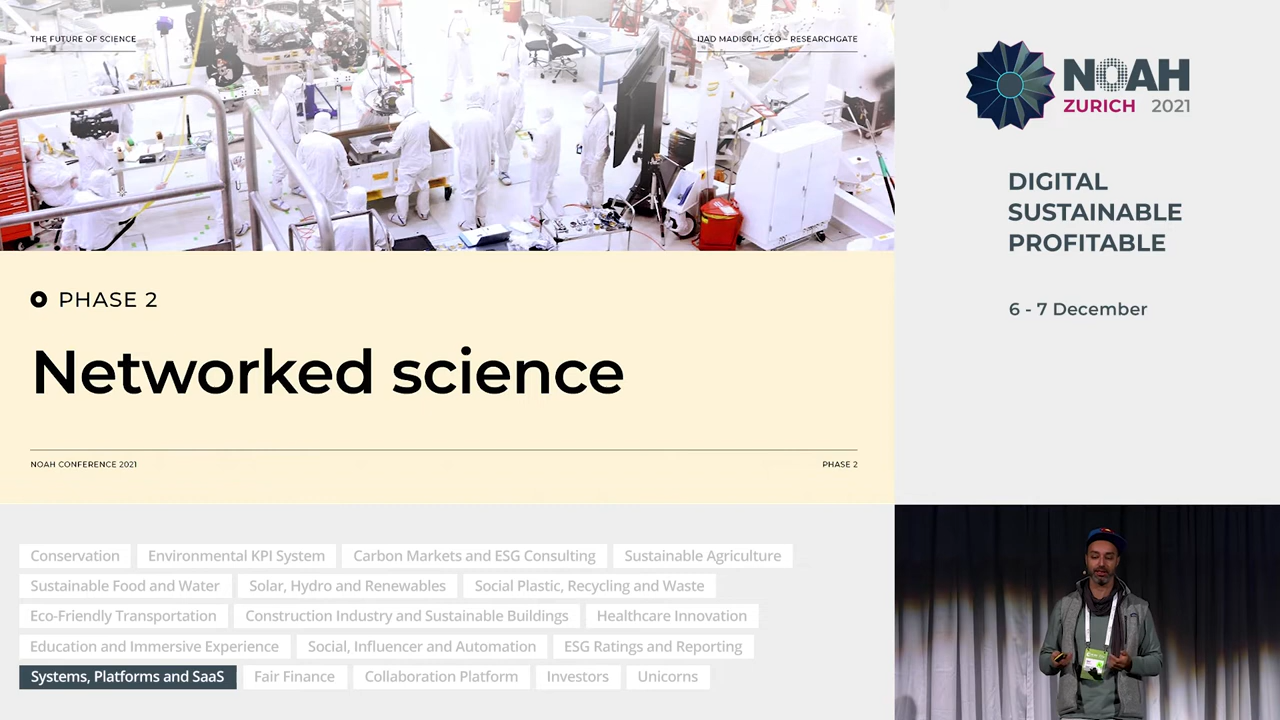 THE FUTURE OF SCIENCE
IJAD MADISCH, CEO – RESEARCHGATE
PHASE 2
Networked science
NOAH CONFERENCE 2021
PHASE 2
NOAH
ZURICH 2021
DIGITAL
SUSTAINABLE
PROFITABLE
6 - 7 December
Conservation
Environmental KPI System
Carbon Markets and ESG Consulting
Sustainable Agriculture
Sustainable Food and Water
Solar, Hydro and Renewables
Social Plastic, Recycling and Waste
Eco-Friendly Transportation
Construction Industry and Sustainable Buildings
Healthcare Innovation
Education and Immersive Experience
Social, Influencer and Automation
ESG Ratings and Reporting
Systems, Platforms and SaaS
Fair Finance
Collaboration Platform
Investors
Unicorns